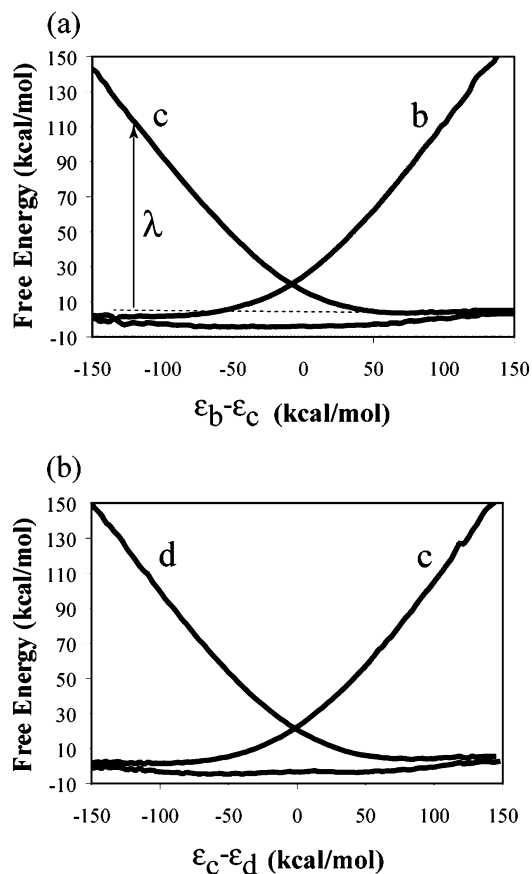 (a)
150
130
110
90
70
50
30
10
-10
Free Energy (kcal/mol)
c
b
λ
-150 -100 -50 0 50 100 150
εb-εc (kcal/mol)
(b)
150
130
110
90
70
50
30
10
-10
Free Energy (kcal/mol)
d
c
-150 -100 -50 0 50 100 150
εc-εd (kcal/mol)